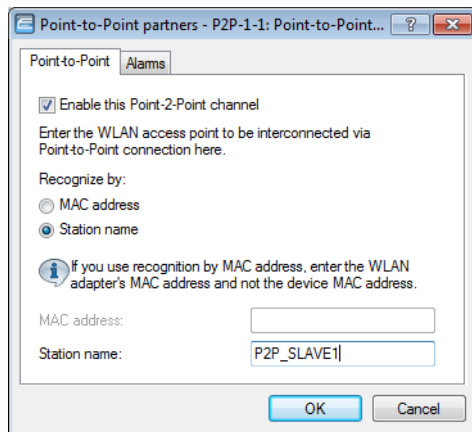 Point-to-Point partners - P2P-1-1: Point-to-Point...
Point-to-Point
Alarms
Enable this Point-2-Point channel
Enter the WLAN access point to be interconnected via
Point-to-Point connection here.
Recognize by:
MAC address
Station name
If you use recognition by MAC address, enter the WLAN
adapter's MAC address and not the device MAC address.
MAC address:
Station name:
P2P_SLAVE1
OK
Cancel